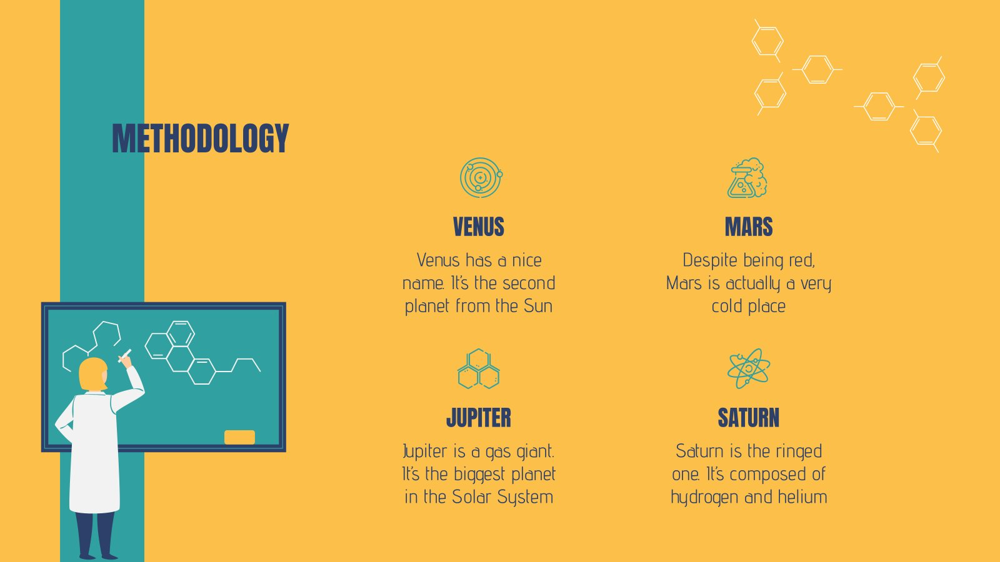 METHODOLOGY
VENUS
Venus has a nice
name. It's the second
planet from the Sun
MARS
Despite being red,
Mars is actually a very
cold place
JUPITER
Jupiter is a gas giant.
It's the biggest planet
in the Solar System
SATURN
Saturn is the ringed
one. It's composed of
hydrogen and helium